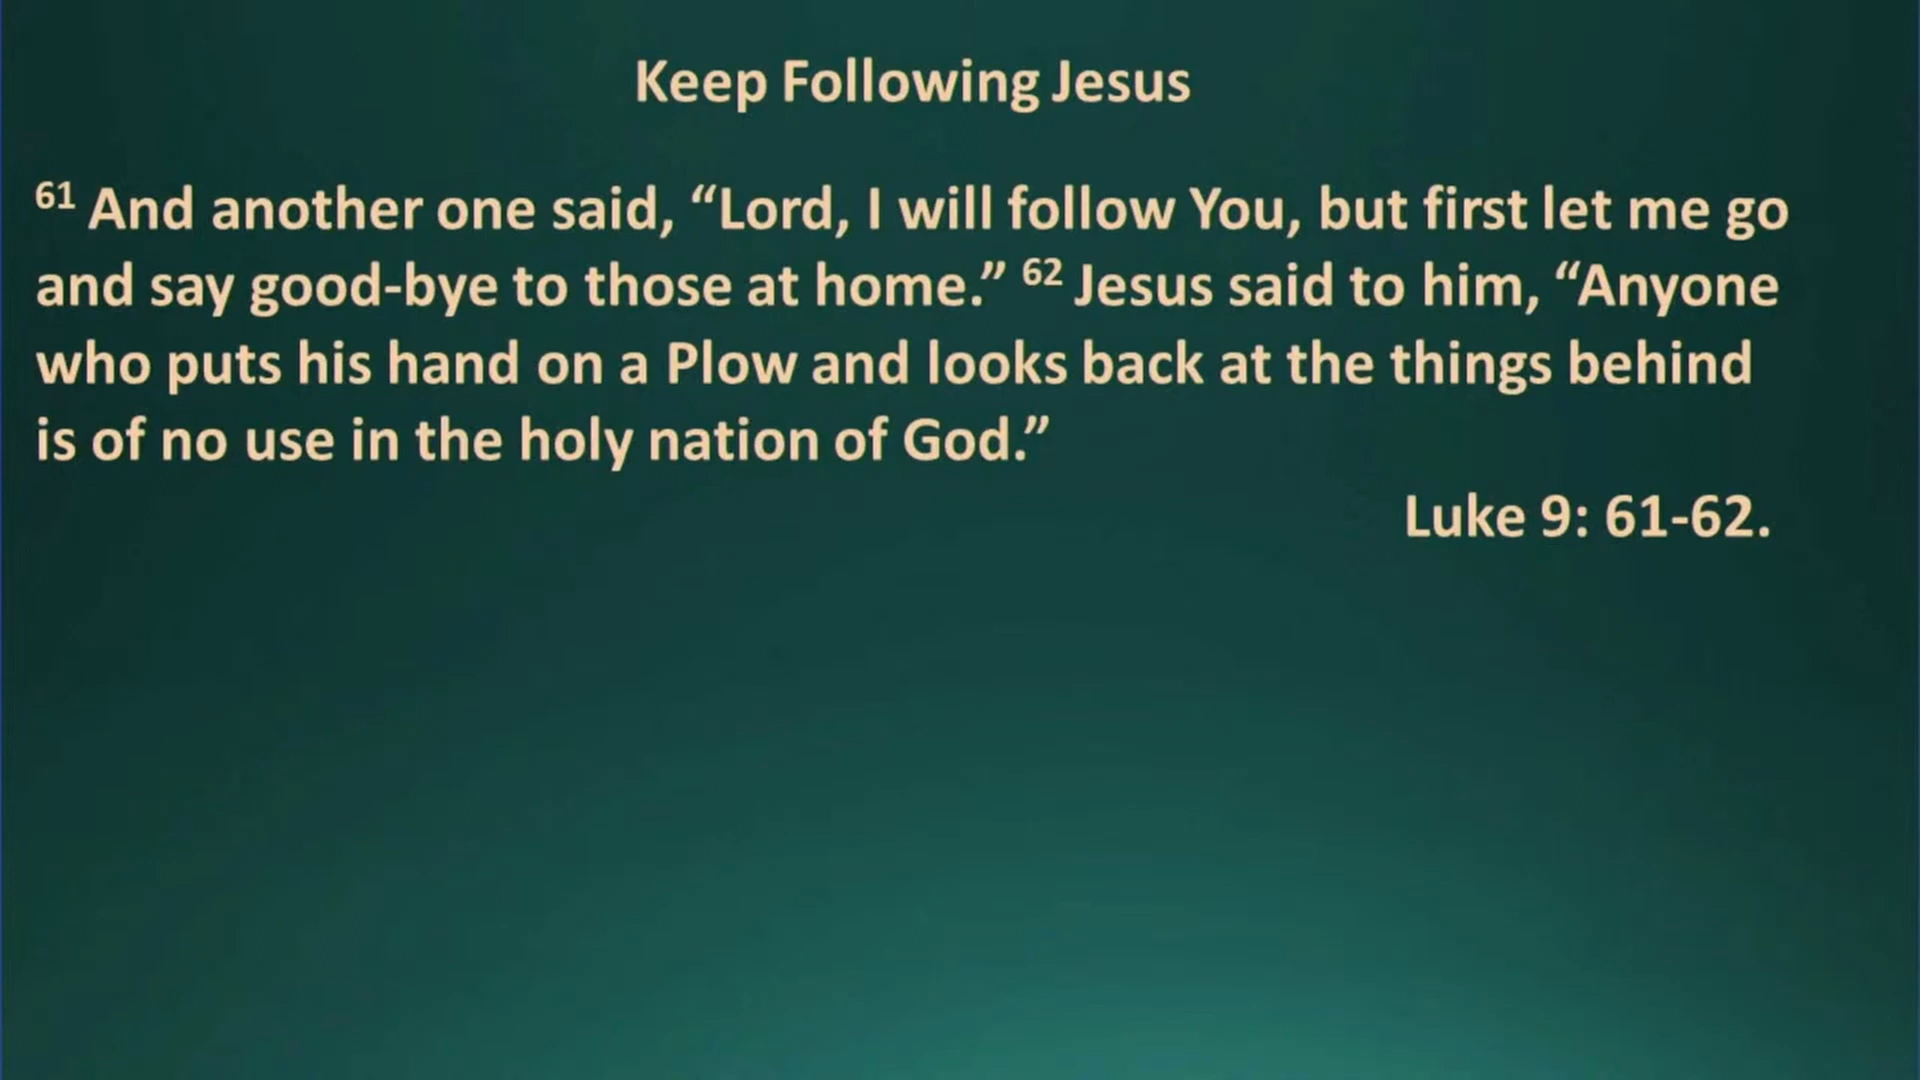 Keep Following Jesus
61 And another one said, “Lord, I will follow You, but first let me go
and say good-bye to those at home.” 62 Jesus said to him, “Anyone
who puts his hand on a Plow and looks back at the things behind
is of no use in the holy nation of God.”
Luke 9: 61-62.